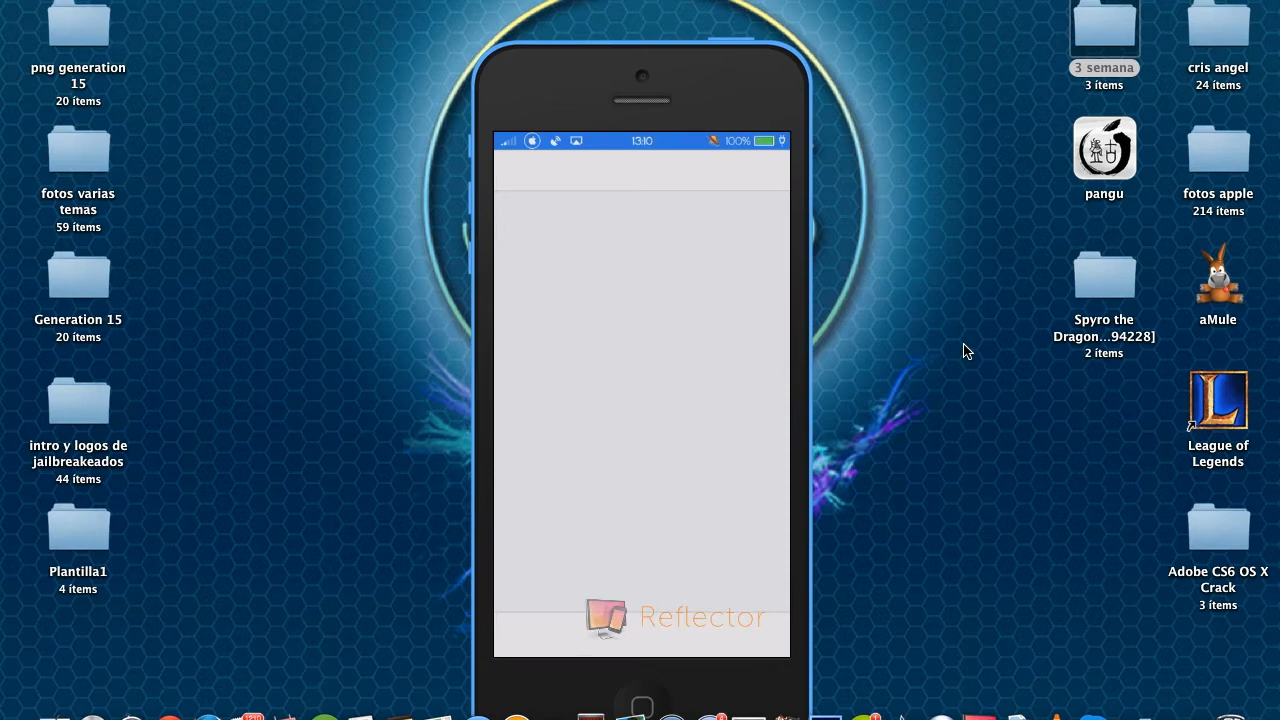 png generation
15
20 items
fotos varias
temas
59 items
Generation 15
20 items
intro y logos de
jailbreakeados
44 items
Plantilla1
4 items
13:10
100%
Reflector
3 semana
3 items
cris angel
24 items
pangu
fotos apple
214 items
Spyro the
Dragon...94228]
2 items
aMule
L
League of
Legends
Adobe CS6 OS X
Crack
3 items
1210